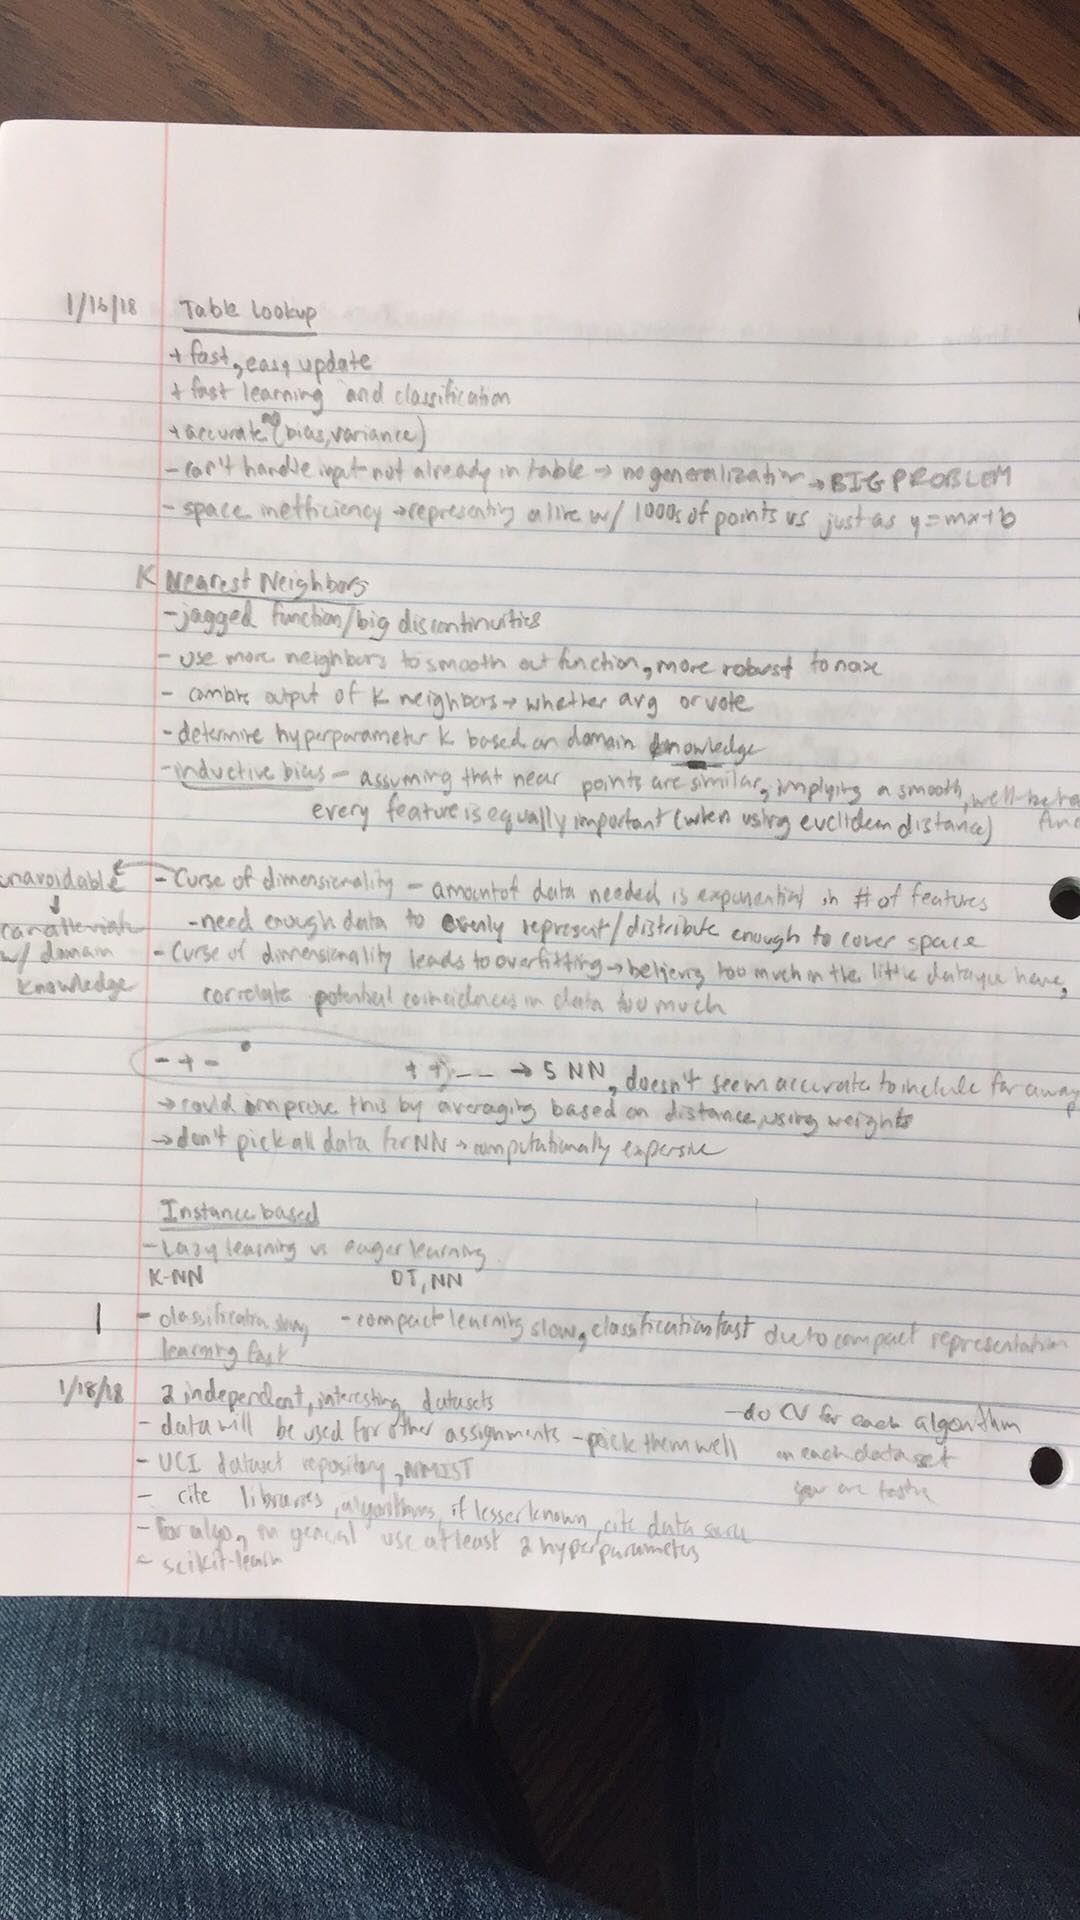 1/16/18 Table Lookup
+ fast, easy update
+ fast learning and classification
+ accurate (no bias, variance)
- can't handle input not already in table → no generalization → BIG PROBLEM
- space inefficiency → representing a line w/ 1000s of points vs just as y=mx+b
K Nearest Neighbors
- jagged function/big discontinuities
- use more neighbors to smooth out function, more robust to
- combine output of K neighbors → whether avg or vote
- determine hyperparameter K based on domain knowledge
- inductive bias - assuming that near points are similar, implying a smooth, well-beha
every feature is equally important (when using euclidean distance)
unavoidable - Curse of dimensionality - amount of data needed is exponential in # of features
↓
can alleviate - need enough data to evenly represent/distribute enough to cover space
w/ domain - Curse of dimensionality leads to overfitting → believing too much in the little data you have,
knowledge correlate potential coincidences in data too much
- + - + + - - → 5 NN, doesn't seem accurate to include far away
→ could improve this by averaging based on distance, using weights
→ don't pick all data for NN → computationally expensive
Instance based
- Lazy learning vs eager learning
K-NN DT, NN
- classification slow, - compact learning slow, classification fast due to compact representation
learning fast
1/18/18 2 independent, interesting datasets - do CV for each algorithm
- data will be used for other assignments - pick them well on each dataset
- UCI dataset repository, you are
- cite libraries, algorithms, if lesser known, cite data source
- For algo, in general use at least 2 hyperparameters
- scikit-learn